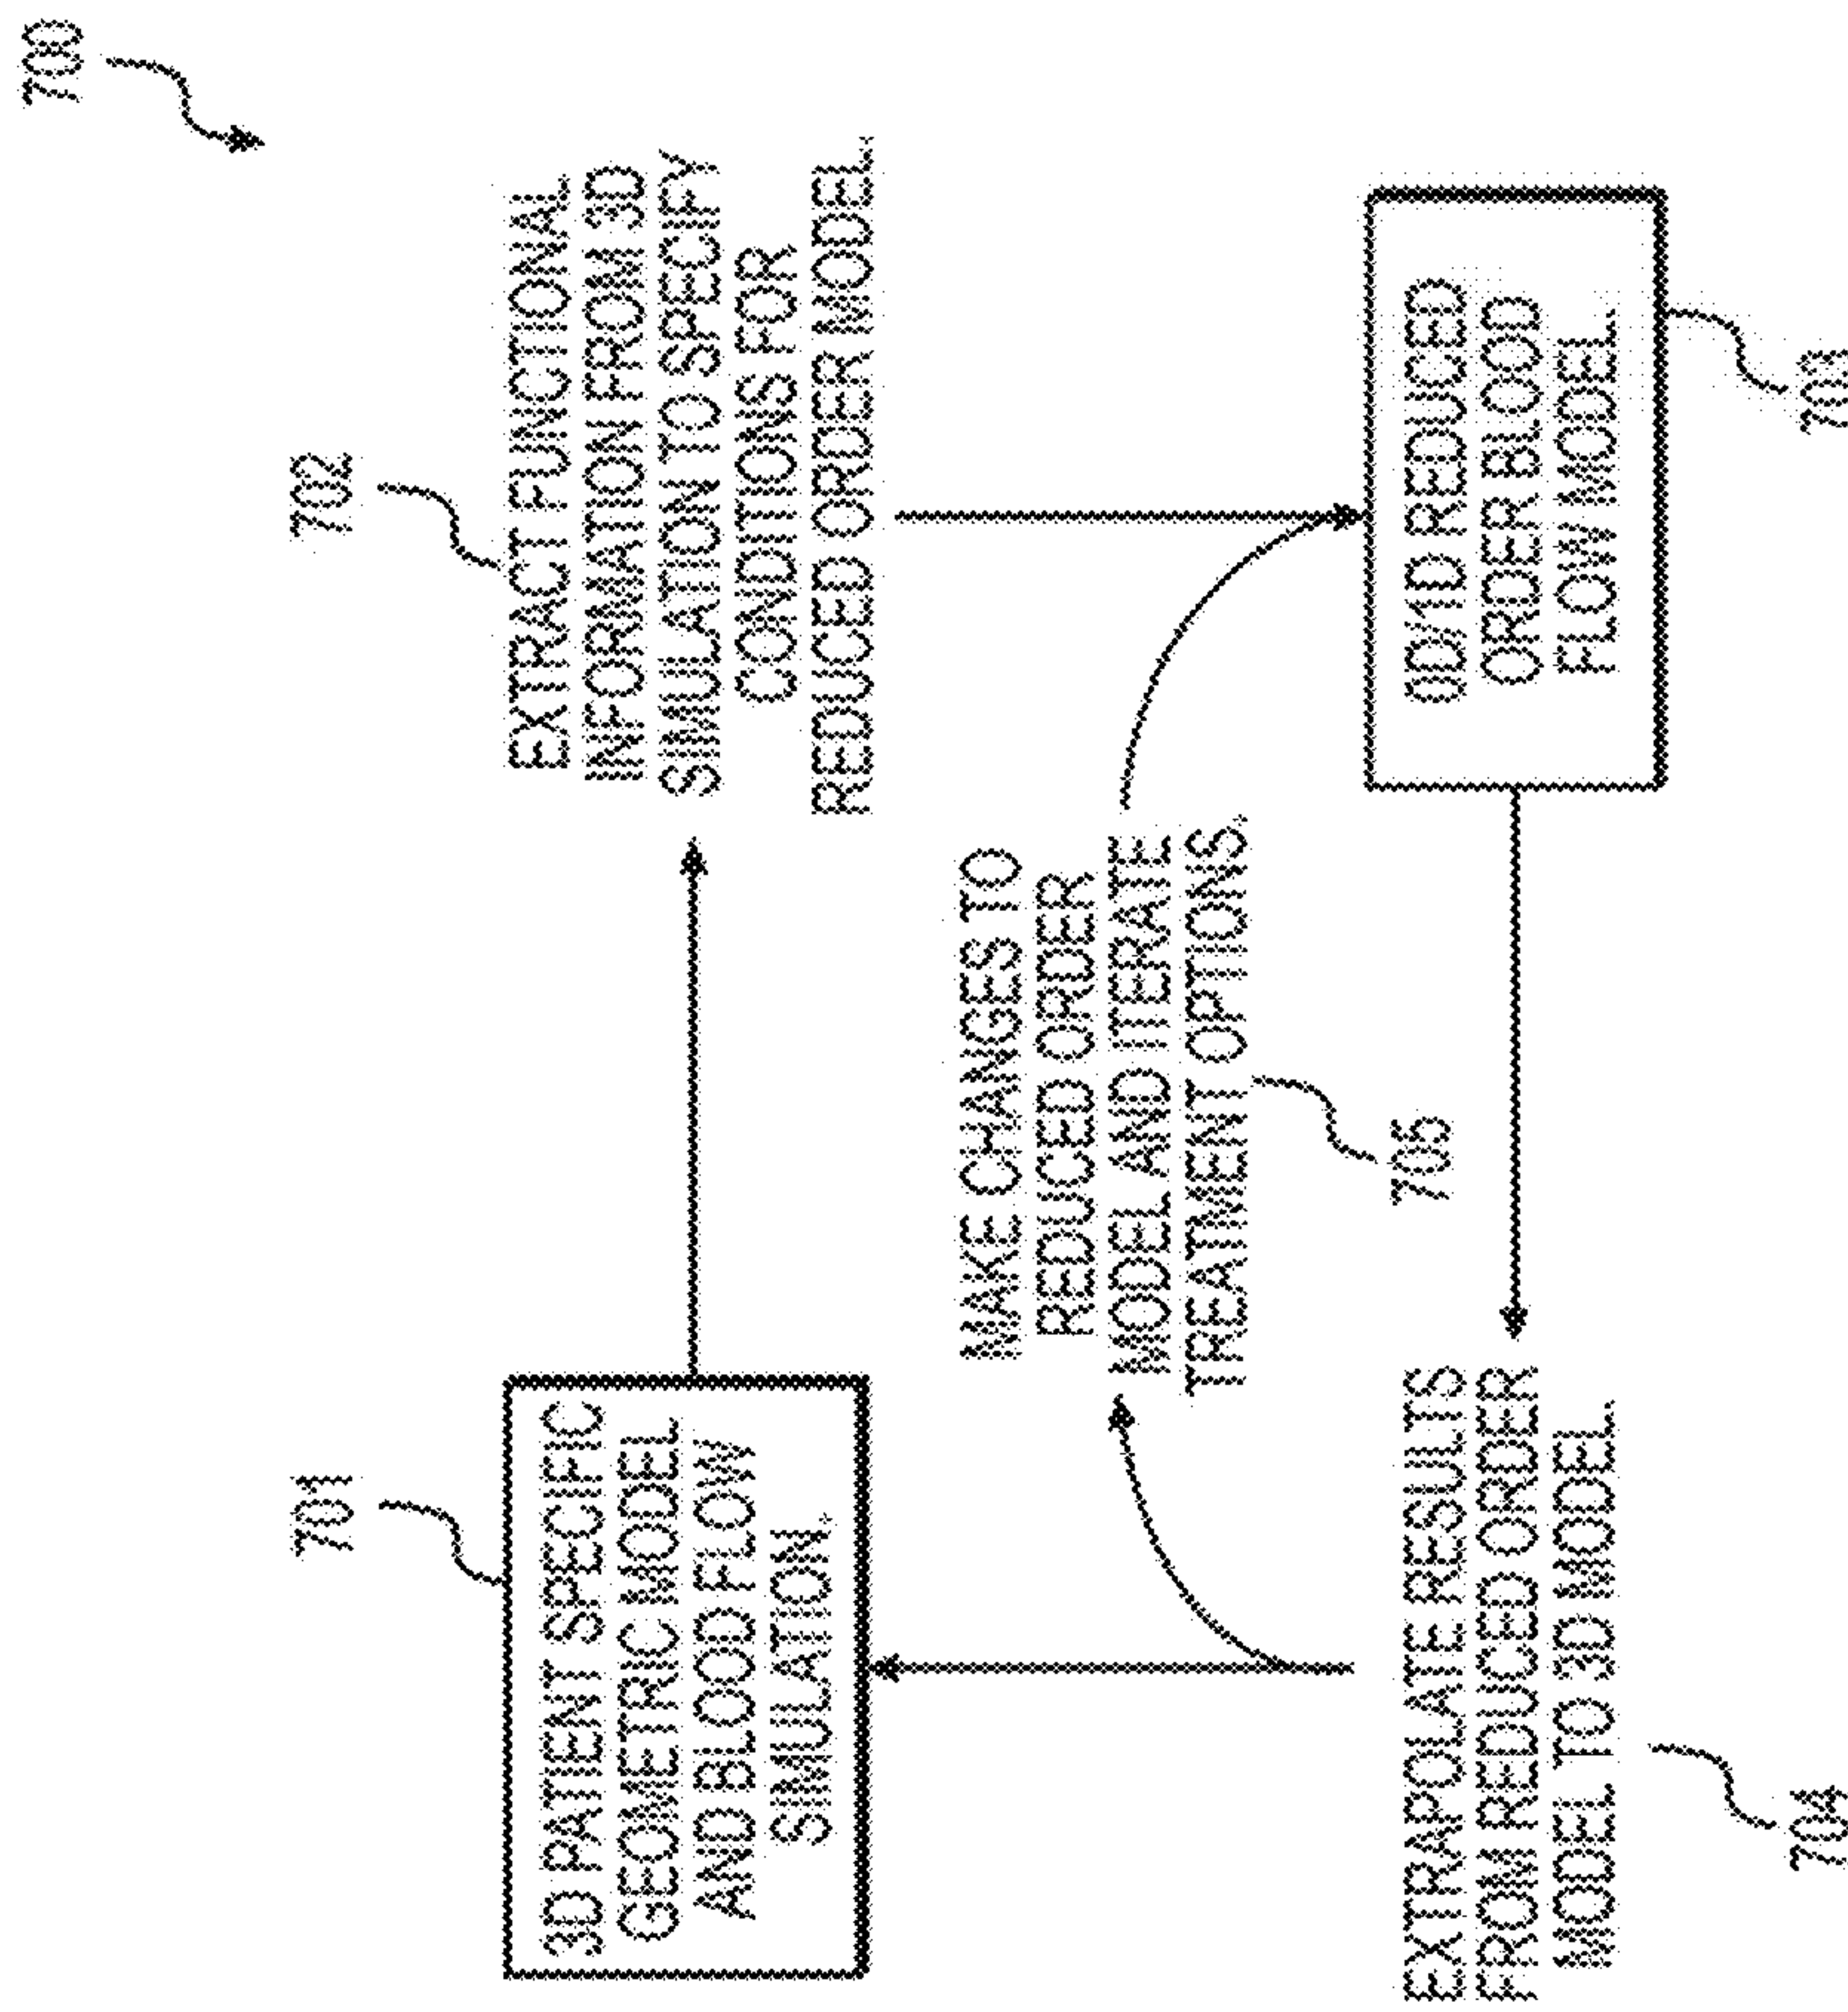 700
701
3D PATIENT SPECIFIC
GEOMETRIC MODEL
AND BLOOD FLOW
SIMULATION.
702
EXTRACT FUNCTIONAL
INFORMATION FROM 3D
SIMULATION TO SPECIFY
CONDITIONS FOR
REDUCED ORDER MODEL.
MAKE CHANGES TO
REDUCED ORDER
MODEL AND ITERATE
TREATMENT OPTIONS.
705
EXTRAPOLATE RESULTS
FROM REDUCED ORDER
MODEL TO 3D MODEL.
704
0D/1D REDUCED
ORDER BLOOD
FLOW MODEL.
703